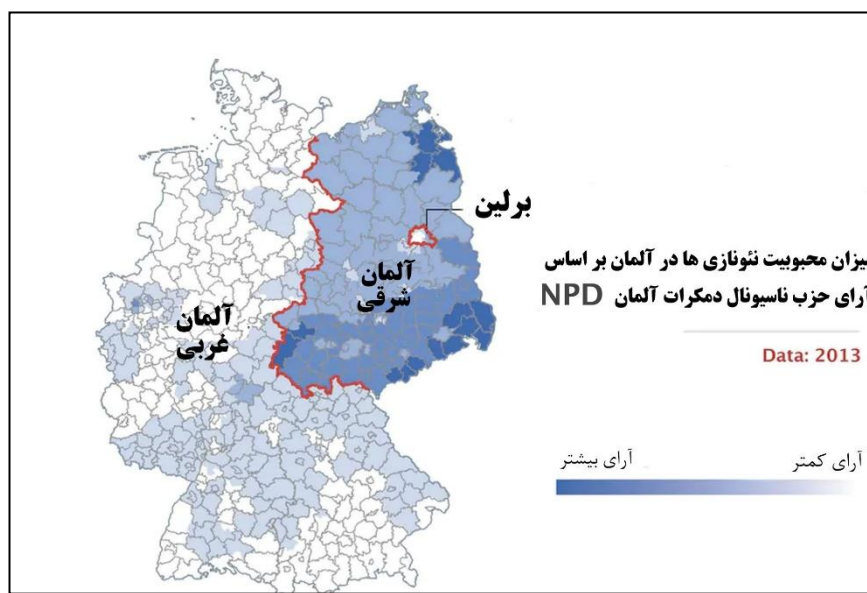 برلین
آلمان
شرقی
آلمان
غربی
میزان محبوبیت نئونازی ها در آلمان بر اساس
آرای حزب ناسیونال دمکرات آلمان NPD
Data: 2013
آرای کمتر
آرای بیشتر